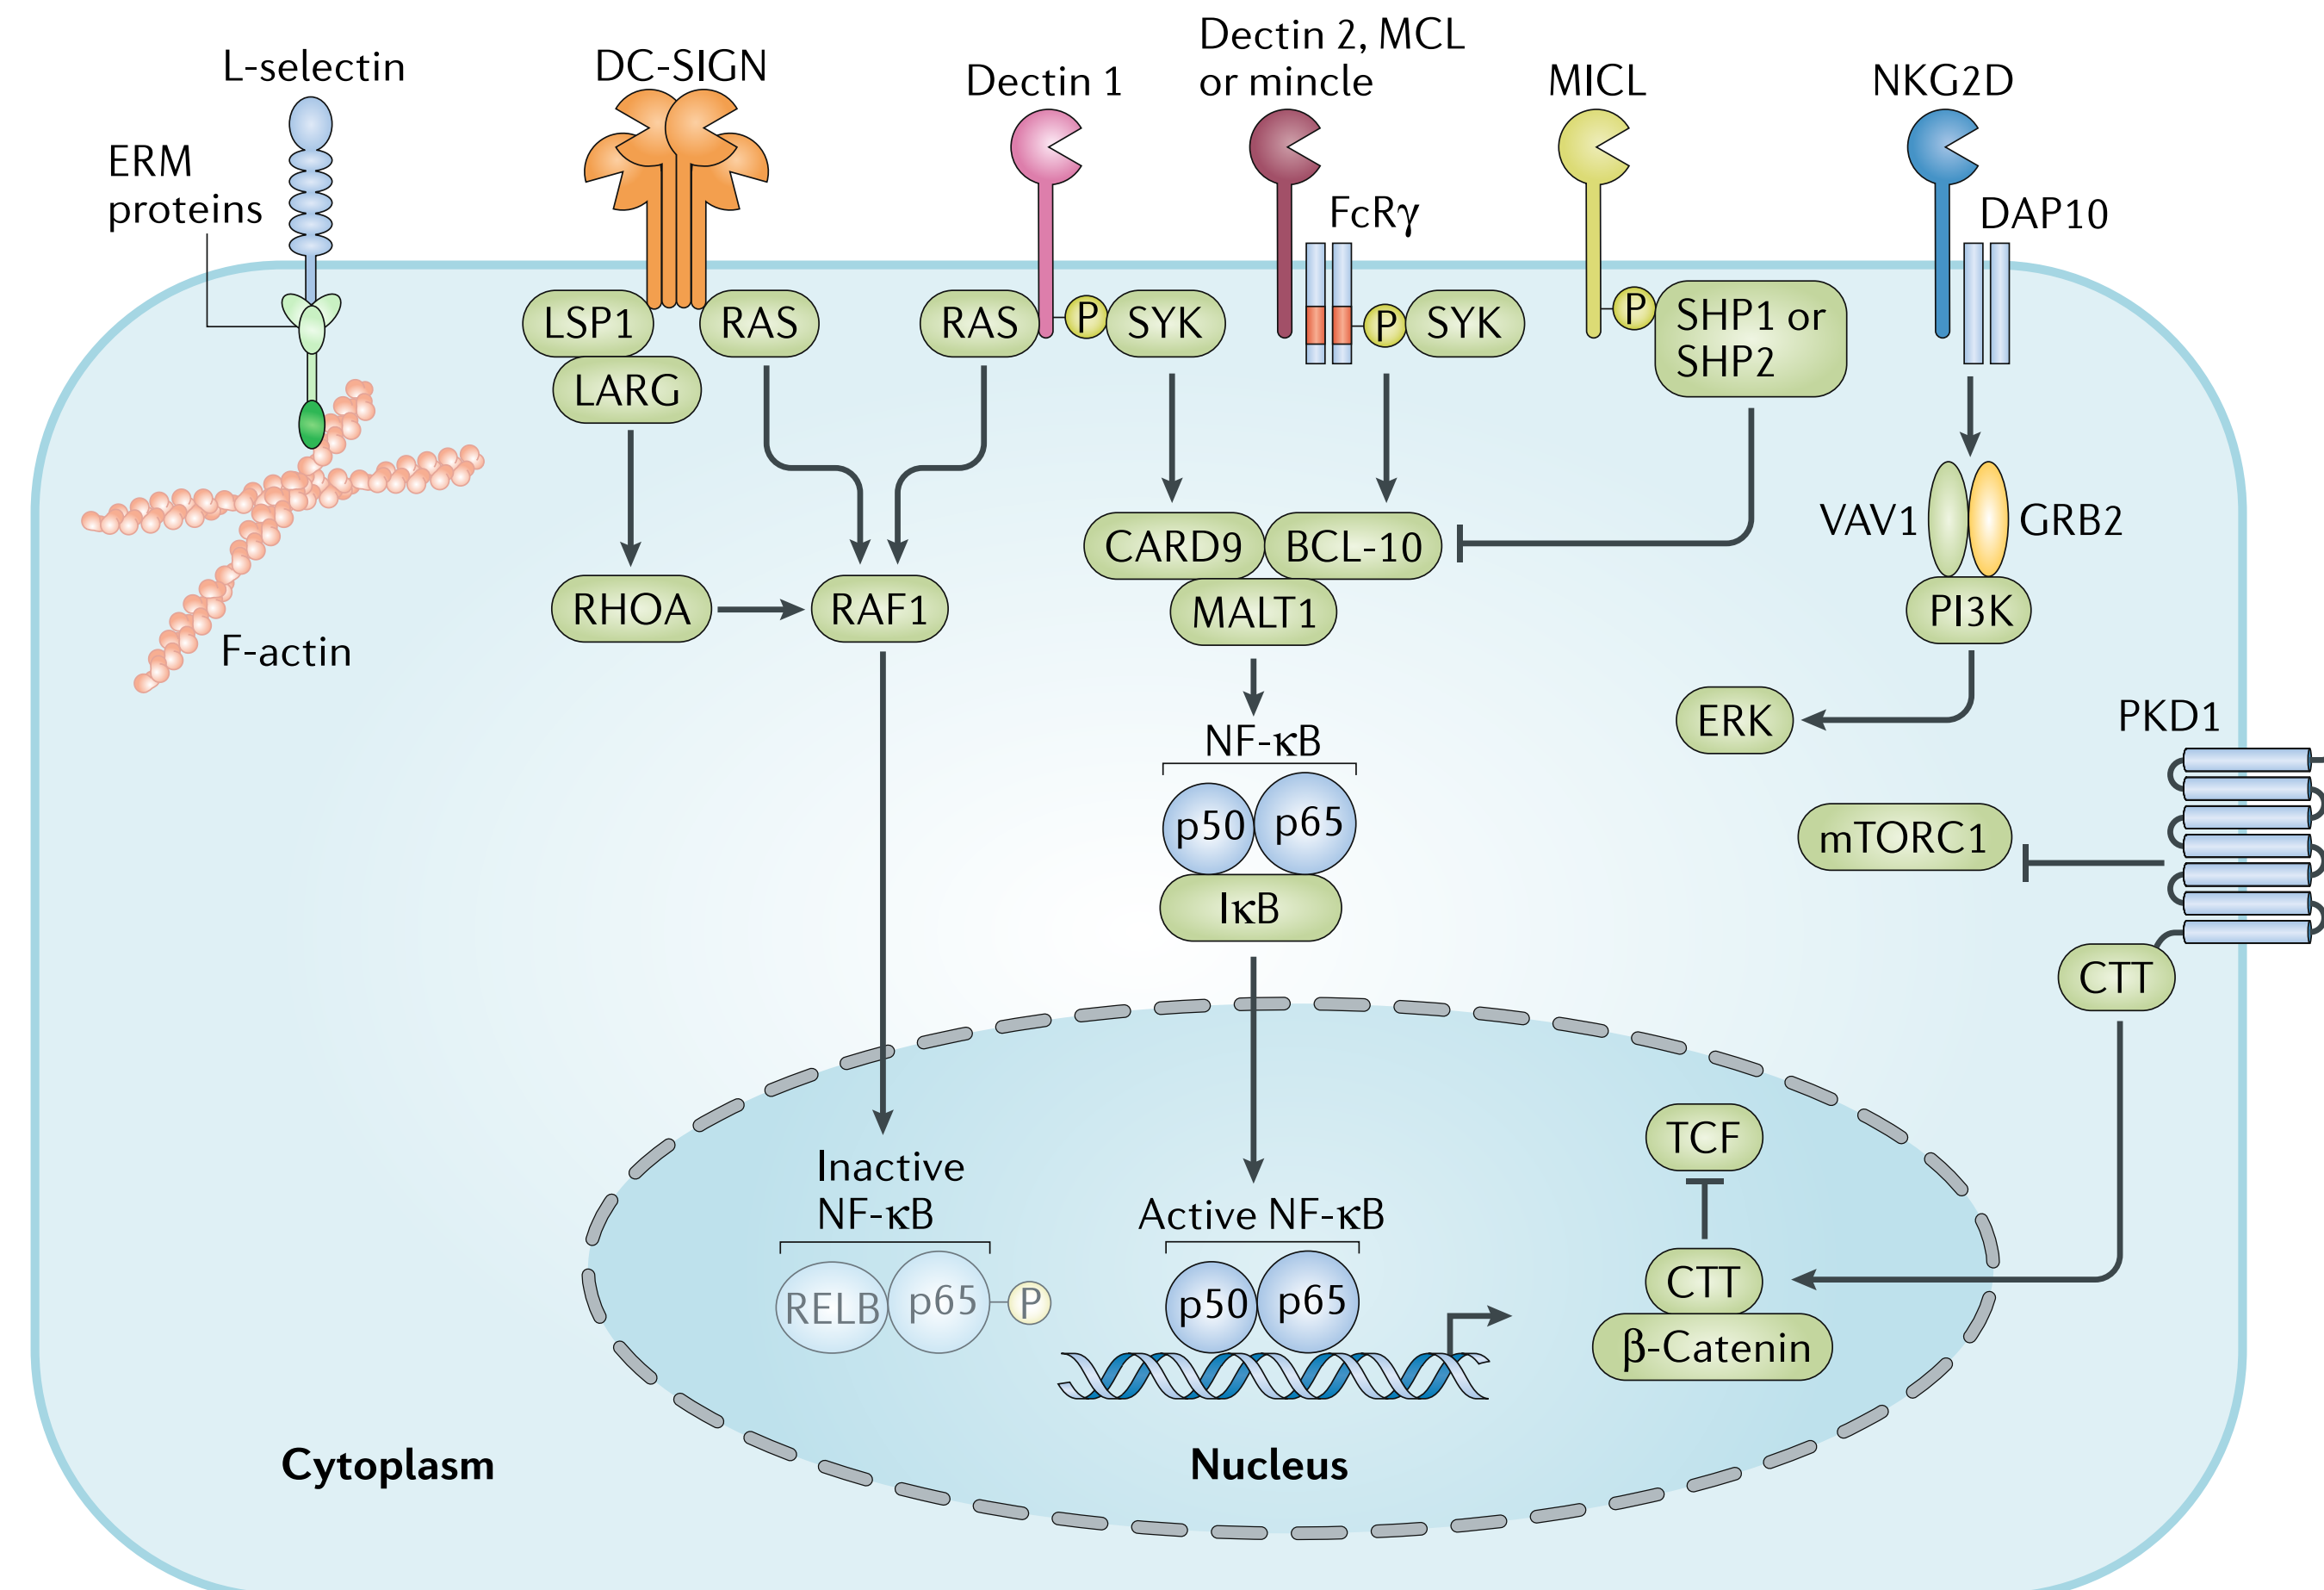 L-selectin
ERM
proteins
F-actin
DC-SIGN
LSP1
RAS
LARG
RHOA
RAF1
Dectin 1
RAS
P
SYK
Dectin 2, MCL
or mincle
FcRγ
P
SYK
CARD9
BCL-10
MALT1
MICL
P
SHP1 or
SHP2
NKG2D
DAP10
VAV1
GRB2
PI3K
ERK
NF-κB
p50
p65
IκB
PKD1
mTORC1
CTT
Inactive
NF-κB
RELB
p65
P
Active NF-κB
p50
p65
TCF
CTT
β-Catenin
Cytoplasm
Nucleus